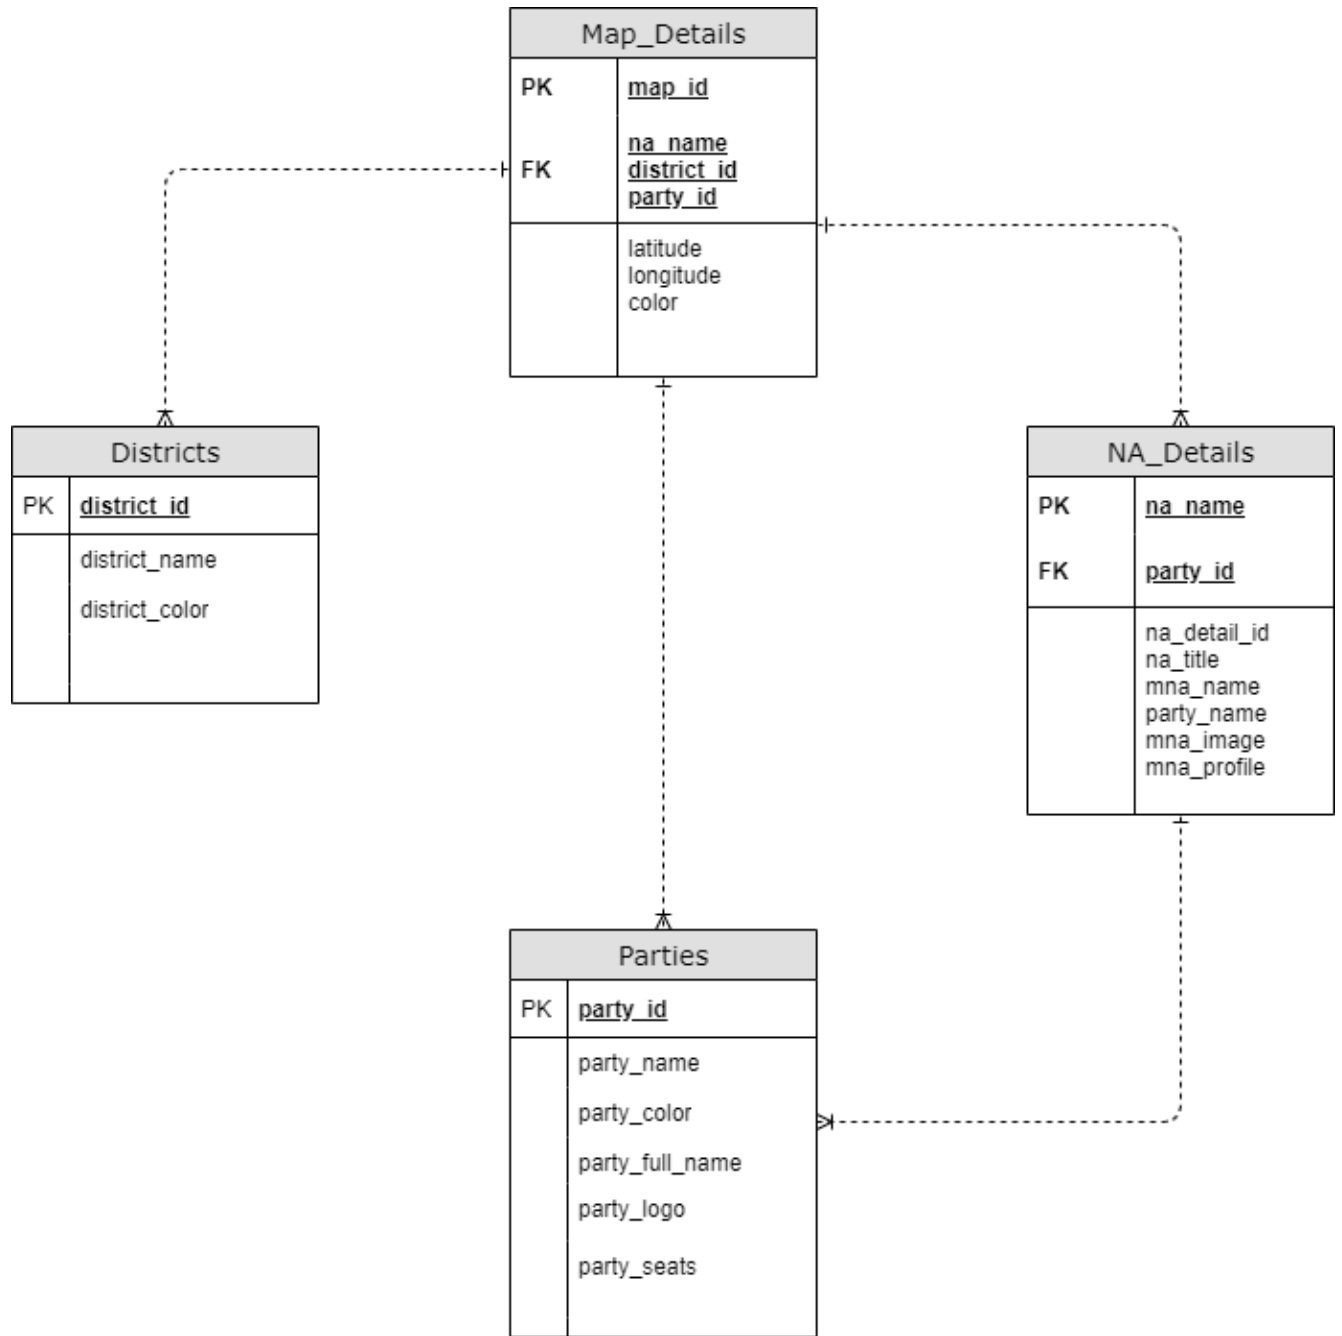 Map_Details
PK map_id
na_name
FK district_id
party_id
latitude
longitude
color
Districts
PK district_id
district_name
district_color
NA_Details
PK na_name
FK party_id
na_detail_id
na_title
mna_name
party_name
mna_image
mna_profile
Parties
PK party_id
party_name
party_color
party_full_name
party_logo
party_seats